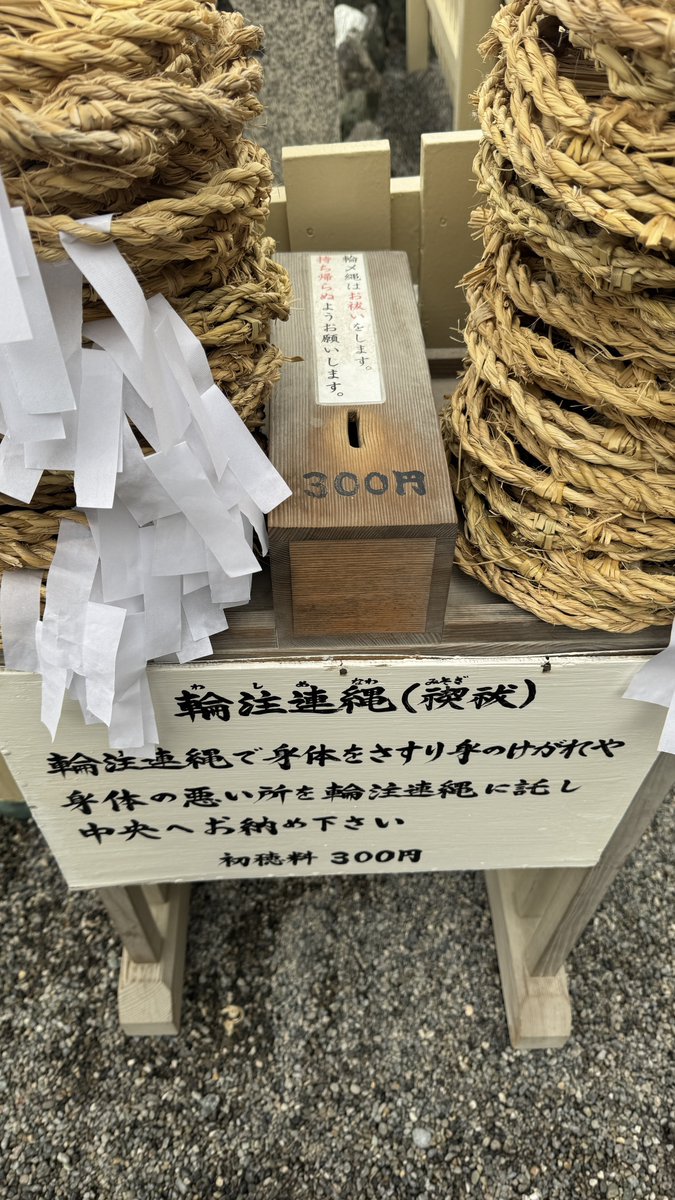 輪〆縄はお祓いをします。
持ち帰らぬようお願いします。
300円
わ しめ なわ みそぎ
輪注連縄(禊祓)
輪注連縄で身体をさすり身のけがれや
身体の悪い所を輪注連縄に託し
中央へお納め下さい
初穂料 300円